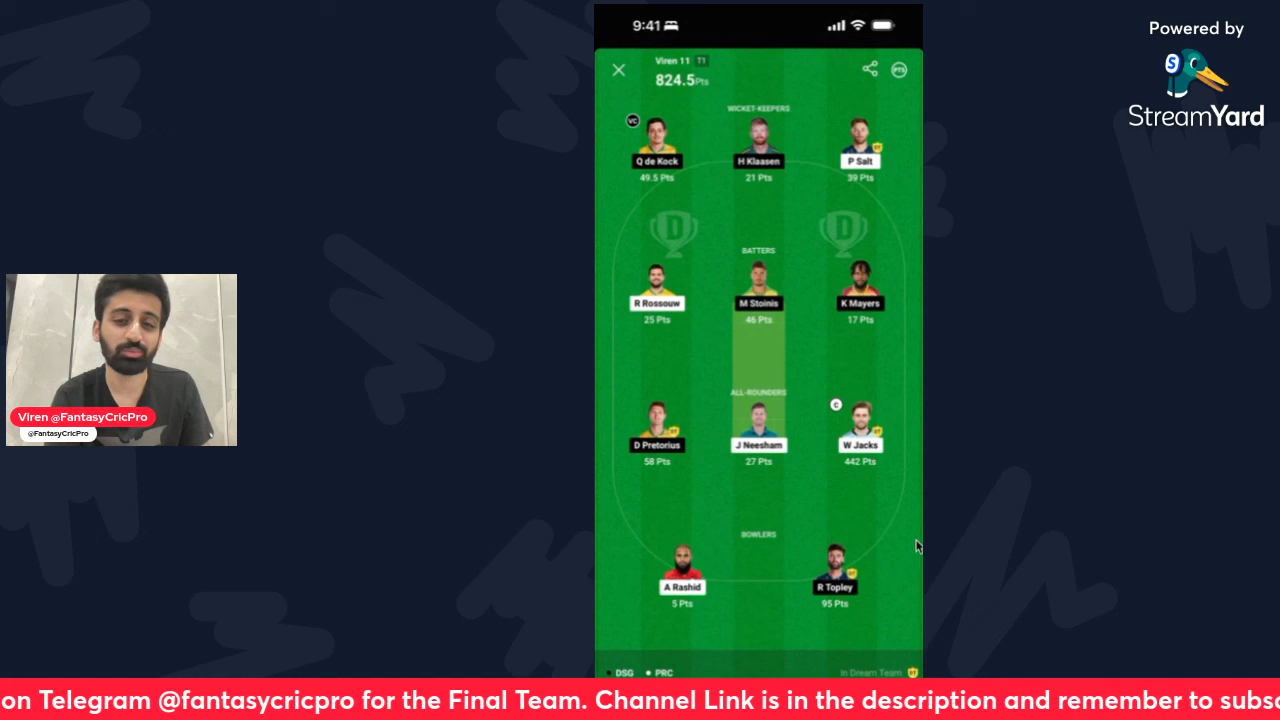 9:41
Viren 11 T1
824.5Pts
PTS
WICKET-KEEPERS
VC
Q de Kock
H Klaasen
P Salt
49.5 Pts
21 Pts
39 Pts
D
D
BATTERS
R Rossouw
M Stoinis
K Mayers
25 Pts
46 Pts
17 Pts
ALL-ROUNDERS
C
D Pretorius
J Neesham
W Jacks
58 Pts
27 Pts
442 Pts
BOWLERS
A Rashid
R Topley
5 Pts
95 Pts
DSG PRC In Dream Team
Viren @FantasyCricPro
@FantasyCricPro
Powered by
S
StreamYard
on Telegram @fantasycricpro for the Final Team. Channel Link is in the description and remember to subsc